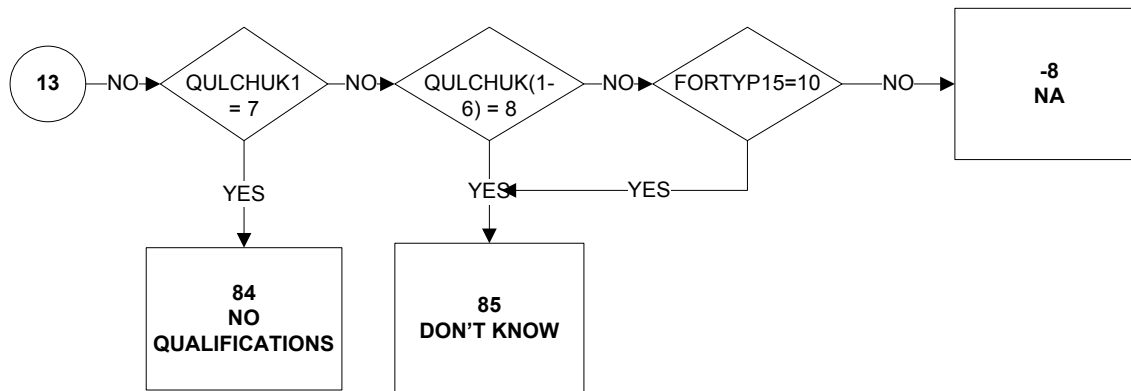 13
NO
QULCHUK1
= 7
NO
QULCHUK(1-
6) = 8
NO
FORTYP15=10
NO
-8
NA
YES
YES
YES
84
NO
QUALIFICATIONS
85
DON'T KNOW